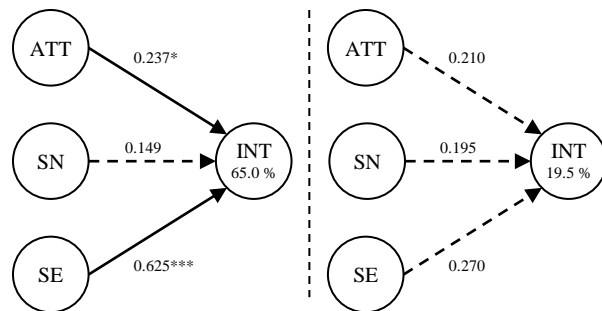 ATT
0.237*
SN
0.149
INT
65.0 %
SE
0.625***
ATT
0.210
SN
0.195
INT
19.5 %
SE
0.270